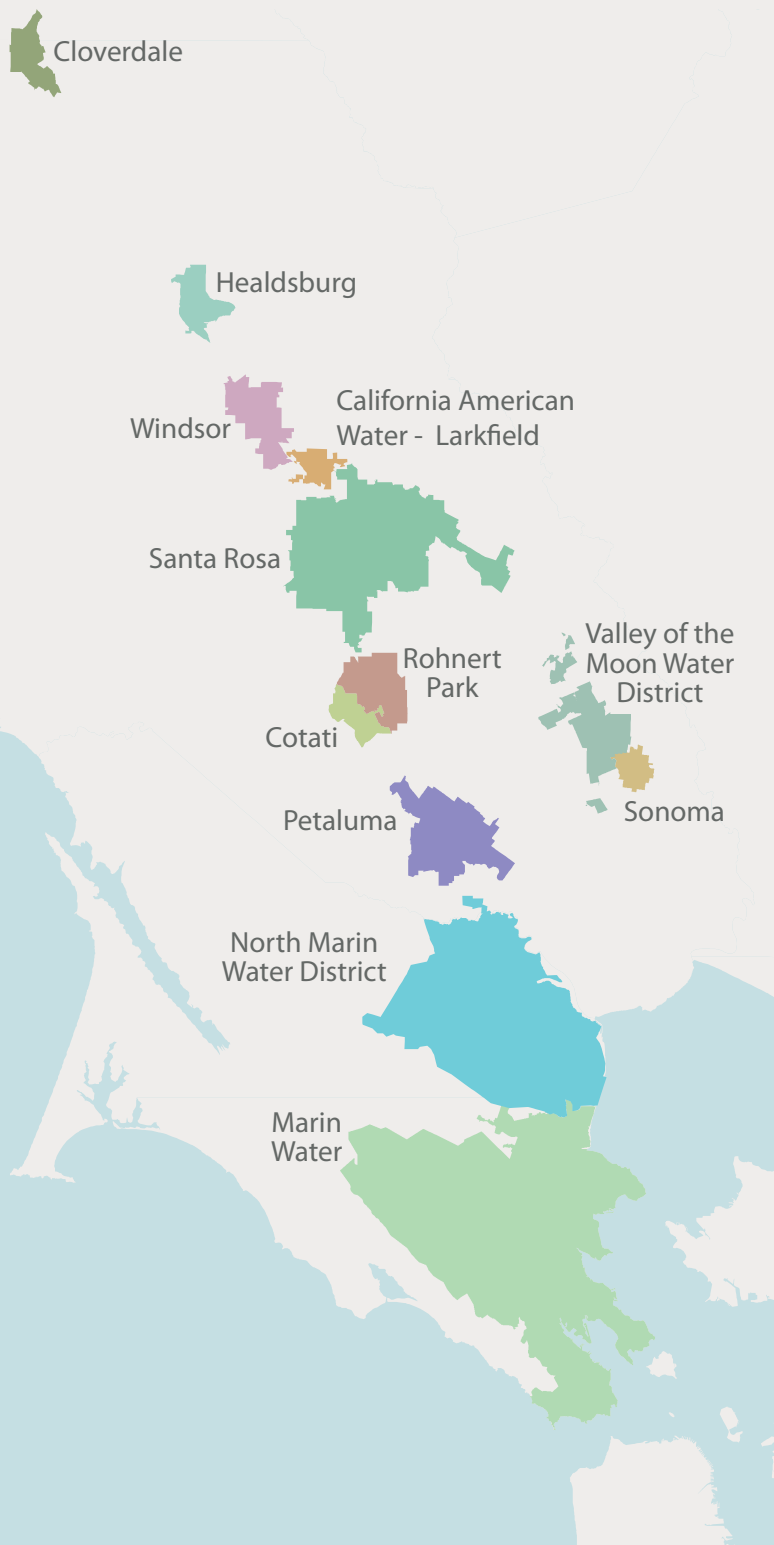 Cloverdale
Healdsburg
California American
Water - Larkfield
Windsor
Santa Rosa
Valley of the
Moon Water
District
Rohnert
Park
Cotati
Sonoma
Petaluma
North Marin
Water District
Marin
Water